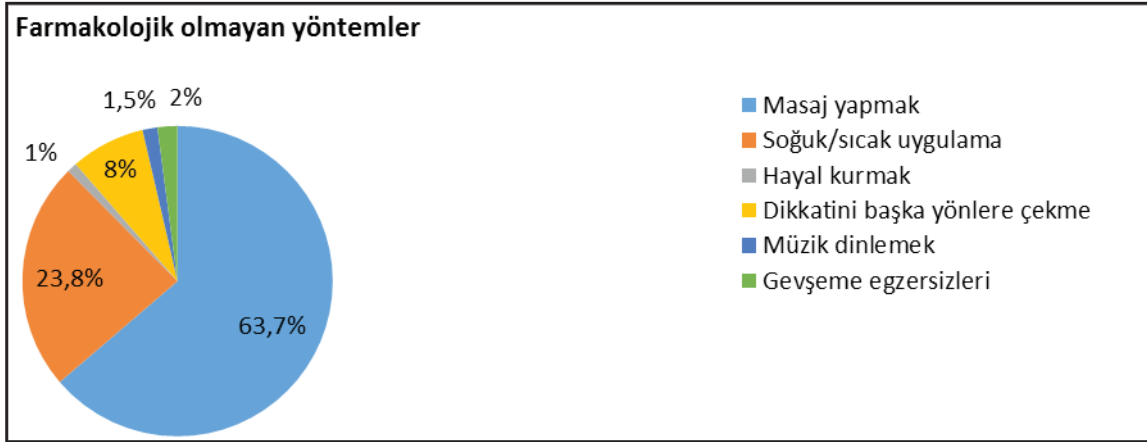 Farmakolojik olmayan yöntemler
1,5%
2%
1%
8%
23,8%
63,7%
Masaj yapmak
Soğuk/sıcak uygulama
Hayal kurmak
Dikkatini başka yönlere çekme
Müzik dinlemek
Gevşeme egzersizleri